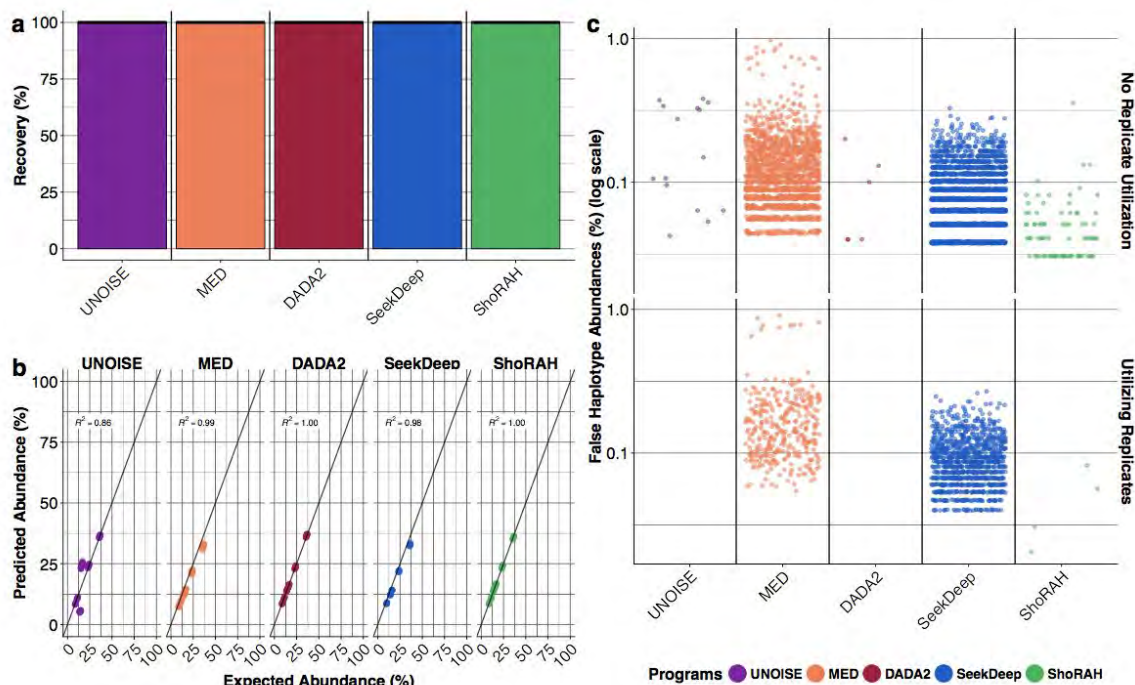 a
Recovery (%)
100
75
50
25
0
UNOISE
MED
DADA2
SeekDeep
ShoRAH
b
UNOISE
MED
DADA2
SeekDeep
ShoRAH
Predicted Abundance (%)
100
75
50
25
0
R² = 0.86
R² = 0.99
R² = 1.00
R² = 0.98
R² = 1.00
0 25 50 75 100
0 25 50 75 100
0 25 50 75 100
0 25 50 75 100
0 25 50 75 100
Expected Abundance (%)
c
False Haplotype Abundances (%) (log scale)
1.0
0.1
No Replicate Utilization
1.0
0.1
Utilizing Replicates
UNOISE
MED
DADA2
SeekDeep
ShoRAH
Programs UNOISE MED DADA2 SeekDeep ShoRAH